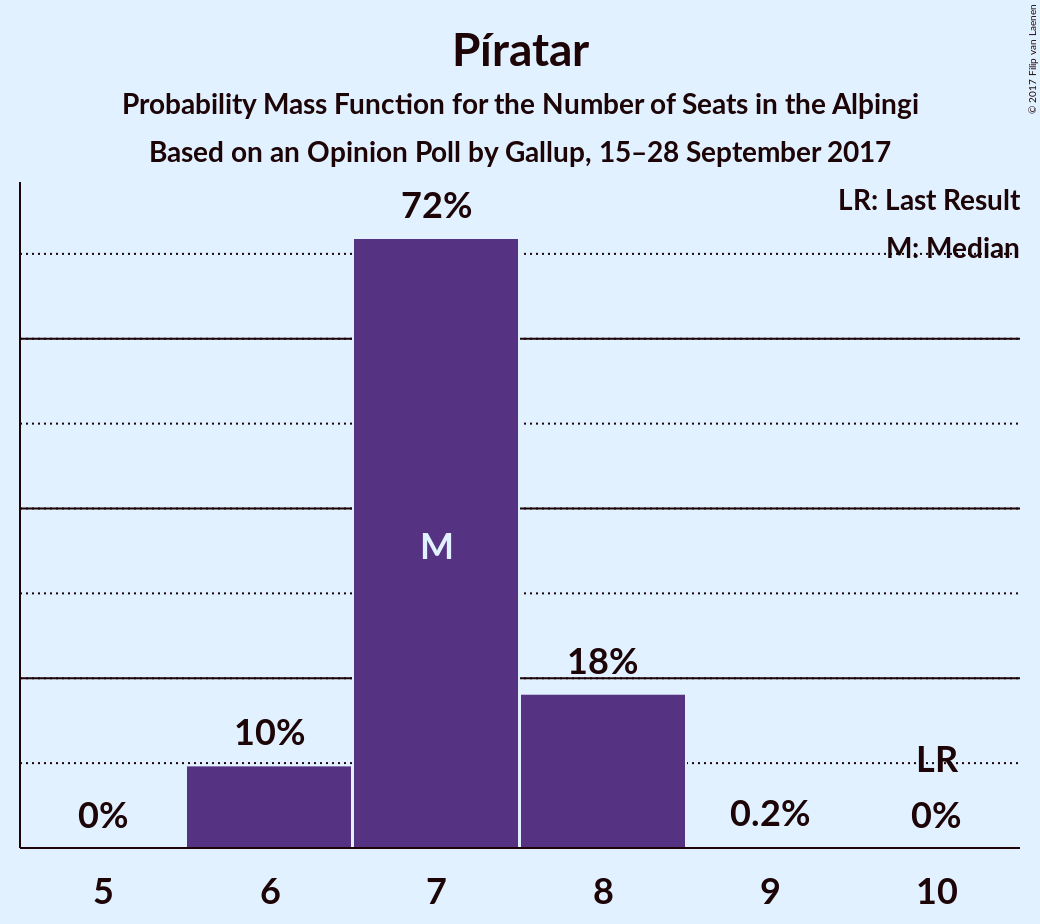 Píratar
Probability Mass Function for the Number of Seats in the Alþingi
Based on an Opinion Poll by Gallup, 15–28 September 2017
© 2017 Filip van Laenen
LR: Last Result
M: Median
72%
M
18%
10%
LR
0%
0.2%
0%
5 6 7 8 9 10